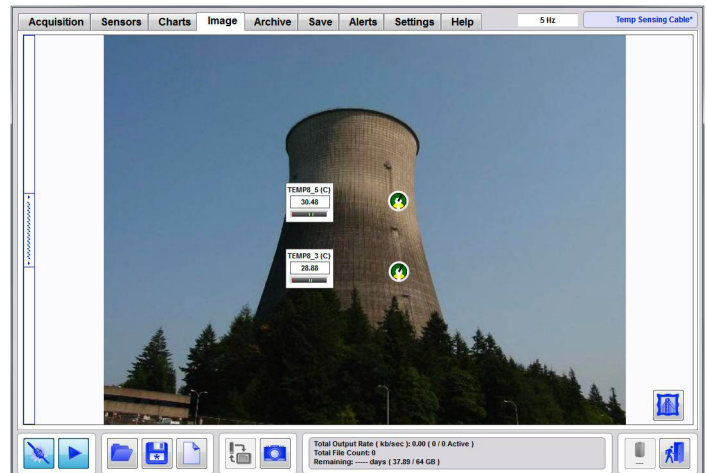 Acquisition Sensors Charts Image Archive Save Alerts Settings Help 5 Hz Temp Sensing Cable*
TEMP8_5 (C)
30.48
TEMP8_3 (C)
28.88
Total Output Rate ( kb/sec ): 0.00 ( 0 / 0 Active )
Total File Count: 0
Remaining: ----- days ( 37.89 / 64 GB )